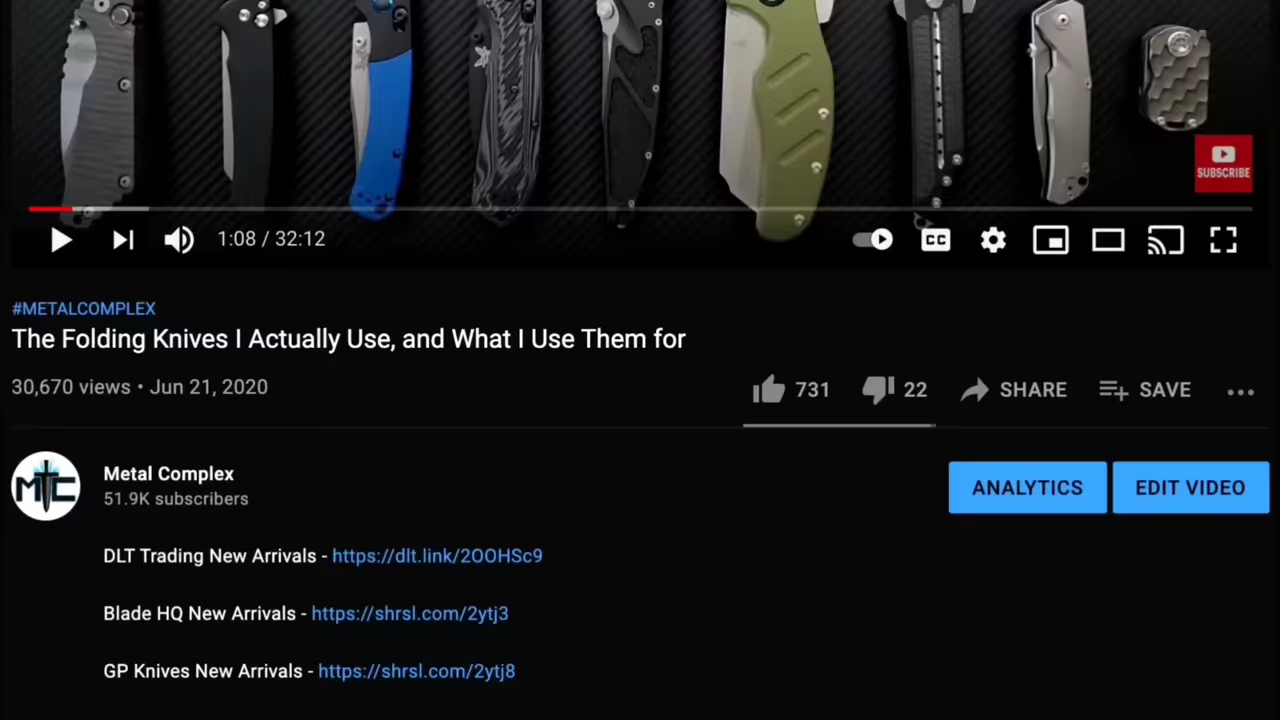 SUBSCRIBE
1:08 / 32:12
CC
#METALCOMPLEX
The Folding Knives I Actually Use, and What I Use Them for
30,670 views • Jun 21, 2020
731
22
SHARE
SAVE
MTC
Metal Complex
51.9K subscribers
ANALYTICS
EDIT VIDEO
DLT Trading New Arrivals - https://dlt.link/2OOHSc9
Blade HQ New Arrivals - https://shrsl.com/2ytj3
GP Knives New Arrivals - https://shrsl.com/2ytj8